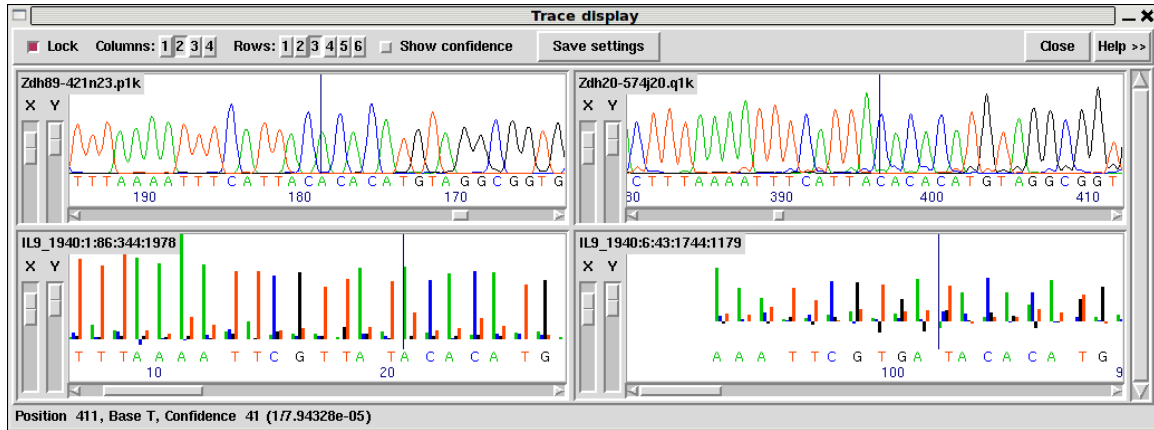 Trace display
Lock Columns: 1 2 3 4 Rows: 1 2 3 4 5 6 Show confidence Save settings Close Help >>
Zdh89-421n23.p1k
X Y
T T T A A A A T T T C A T T A C A C A C A T G T A G G C G G T G
190 180 170
Zdh20-574j20.q1k
X Y
C T T T A A A A T T T C A T T A C A C A C A T G T A G G C G G T
80 390 400 410
IL9_1940:1:86:344:1978
X Y
T T T A A A A T T C G T T A T A C A C A T G
10 20
IL9_1940:6:43:1744:1179
X Y
A A A T T C G T G A T A C A C A T G
100 9
Position 411, Base T, Confidence 41 (1/7.94328e-05)